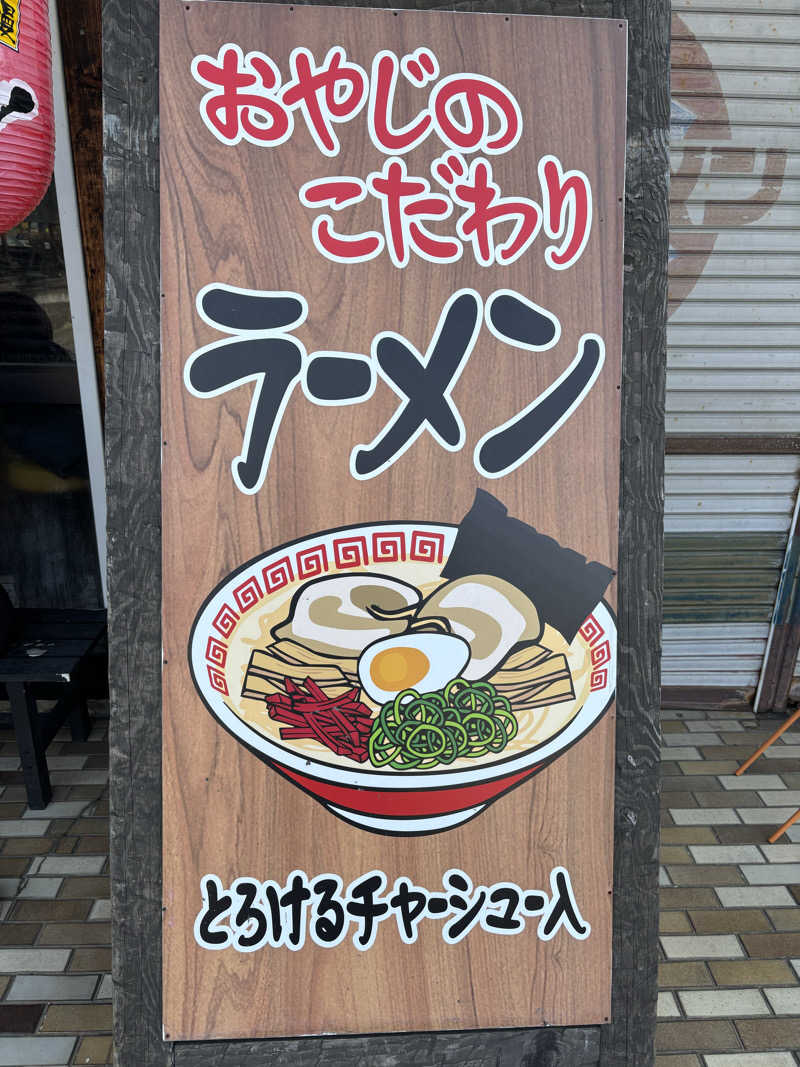 おやじの
こだわり
ラーメン
とろけるチャーシュー入